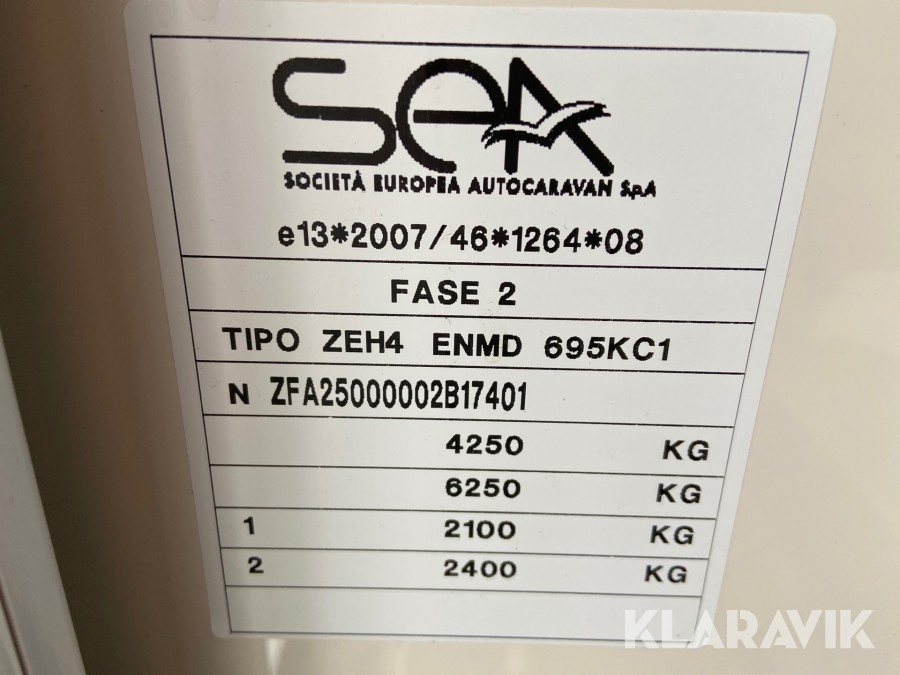 SEA
SOCIETÀ EUROPEA AUTOCARAVAN SpA
e13*2007/46*1264*08
FASE 2
TIPO ZEH4 ENMD 695KC1
N ZFA25000002B17401
4250 KG
6250 KG
1 2100 KG
2 2400 KG
KLARAVIK